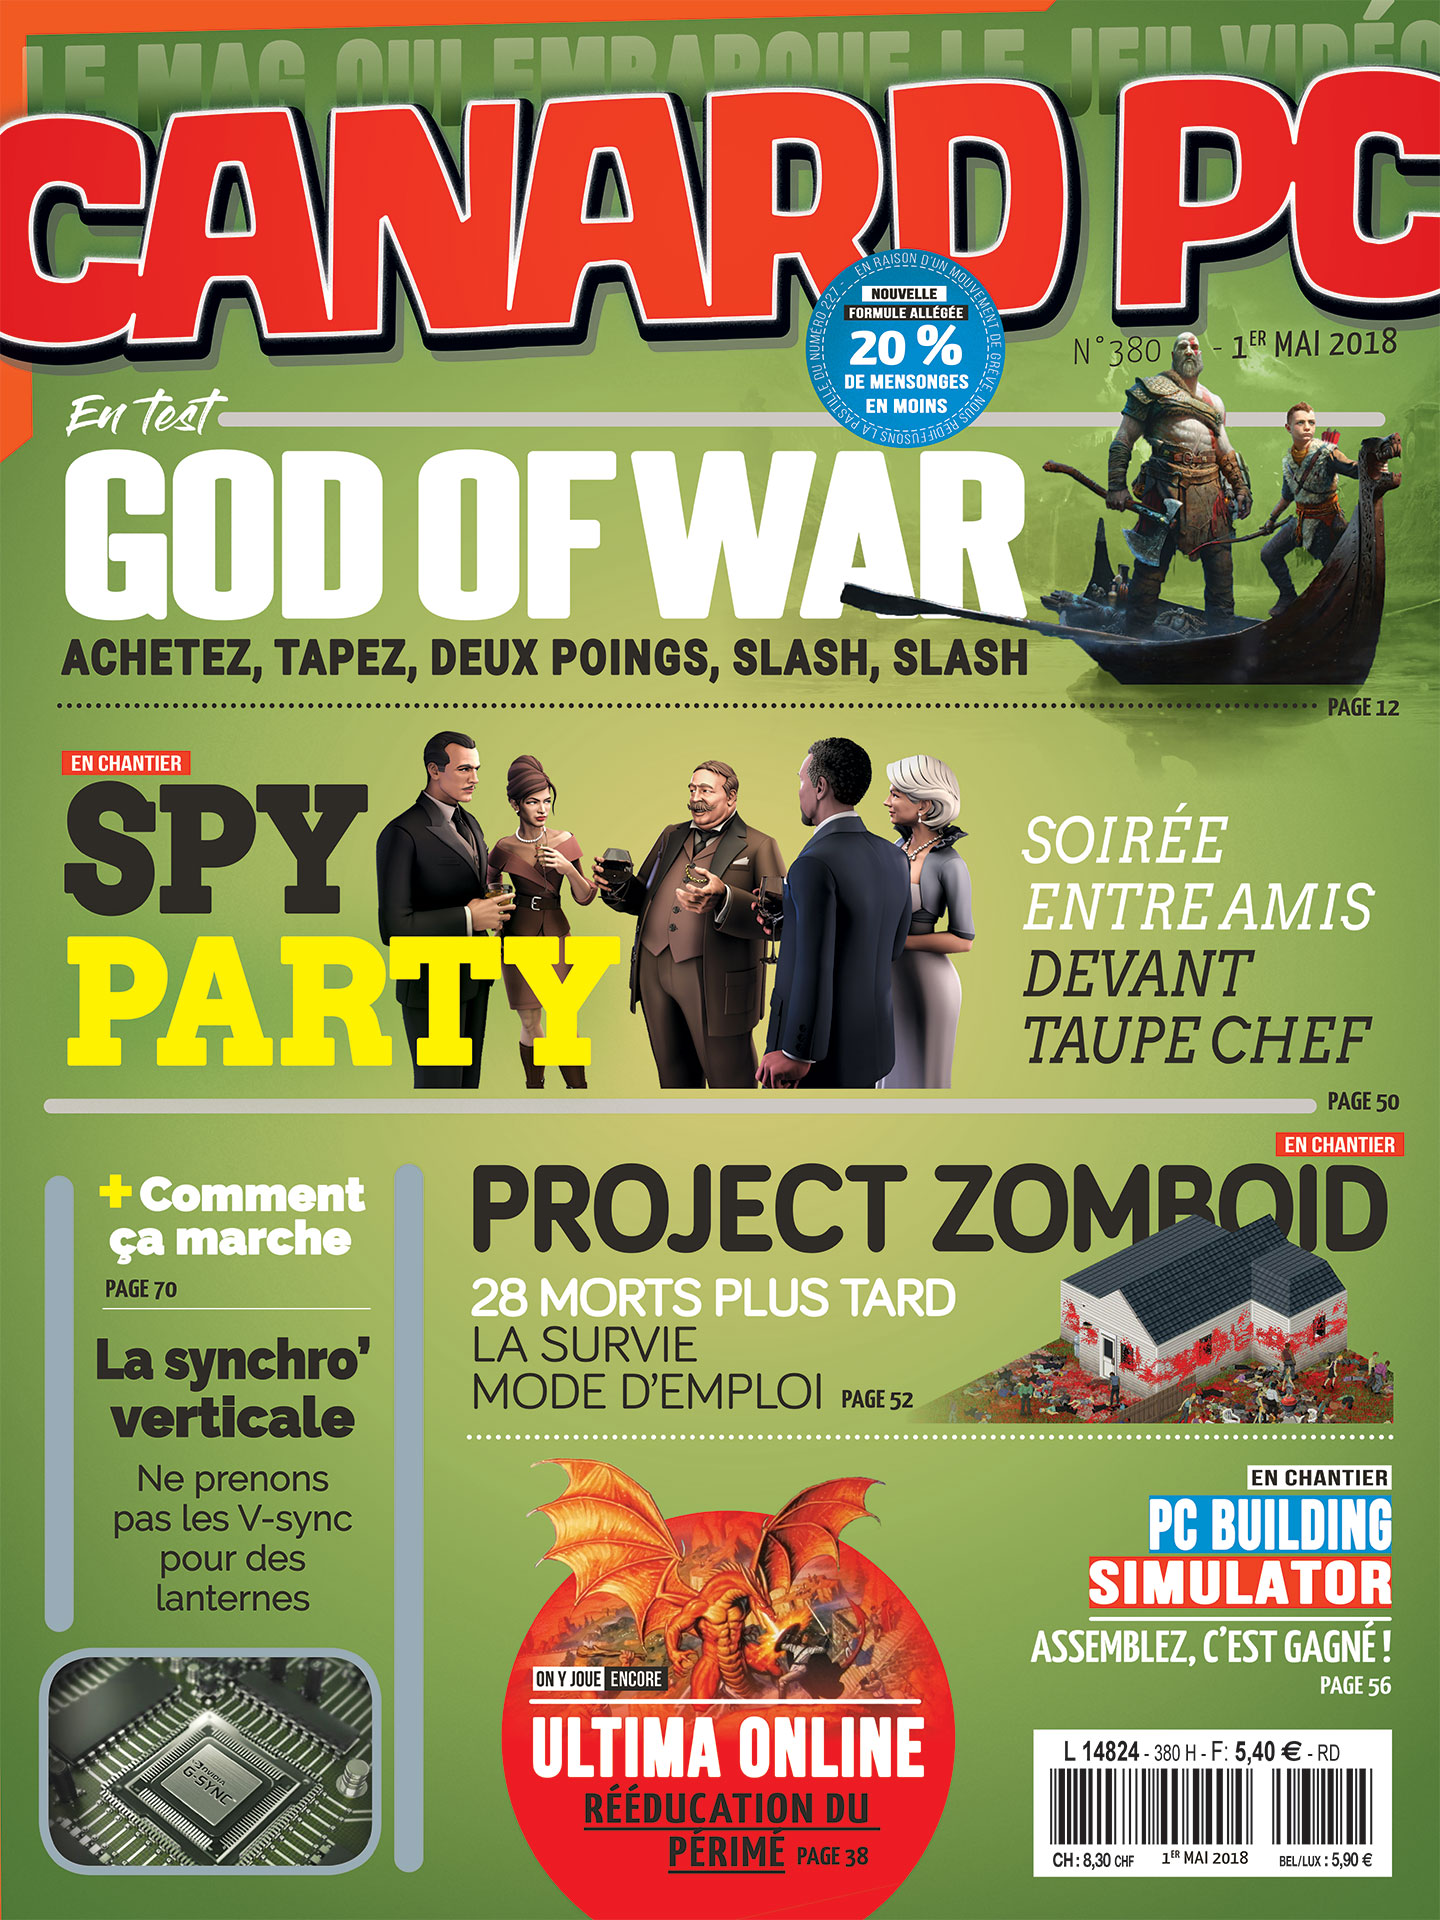 LE MAG QUI EMBARQUE LE JEU VIDÉO
CANARD PC
EN RAISON D'UN MOUVEMENT DE GRÈVE, NOUS REDIFFUSONS LA PASTILLE DU NUMÉRO 227
NOUVELLE
FORMULE ALLÉGÉE
20 %
DE MENSONGES
EN MOINS
N°380 - 1ER MAI 2018
En test
GOD OF WAR
ACHETEZ, TAPEZ, DEUX POINGS, SLASH, SLASH
PAGE 12
EN CHANTIER
SPY
PARTY
SOIRÉE
ENTRE AMIS
DEVANT
TAUPE CHEF
PAGE 50
+ Comment
ça marche
PAGE 70
La synchro'
verticale
Ne prenons
pas les V-sync
pour des
lanternes
NVIDIA
G-SYNC
EN CHANTIER
PROJECT ZOMBOID
28 MORTS PLUS TARD
LA SURVIE
MODE D'EMPLOI PAGE 52
ON Y JOUE ENCORE
ULTIMA ONLINE
RÉÉDUCATION DU
PÉRIMÉ PAGE 38
EN CHANTIER
PC BUILDING
SIMULATOR
ASSEMBLEZ, C'EST GAGNÉ !
PAGE 56
L 14824 - 380 H - F: 5,40 € - RD
CH : 8,30 CHF 1ER MAI 2018 BEL/LUX : 5,90 €